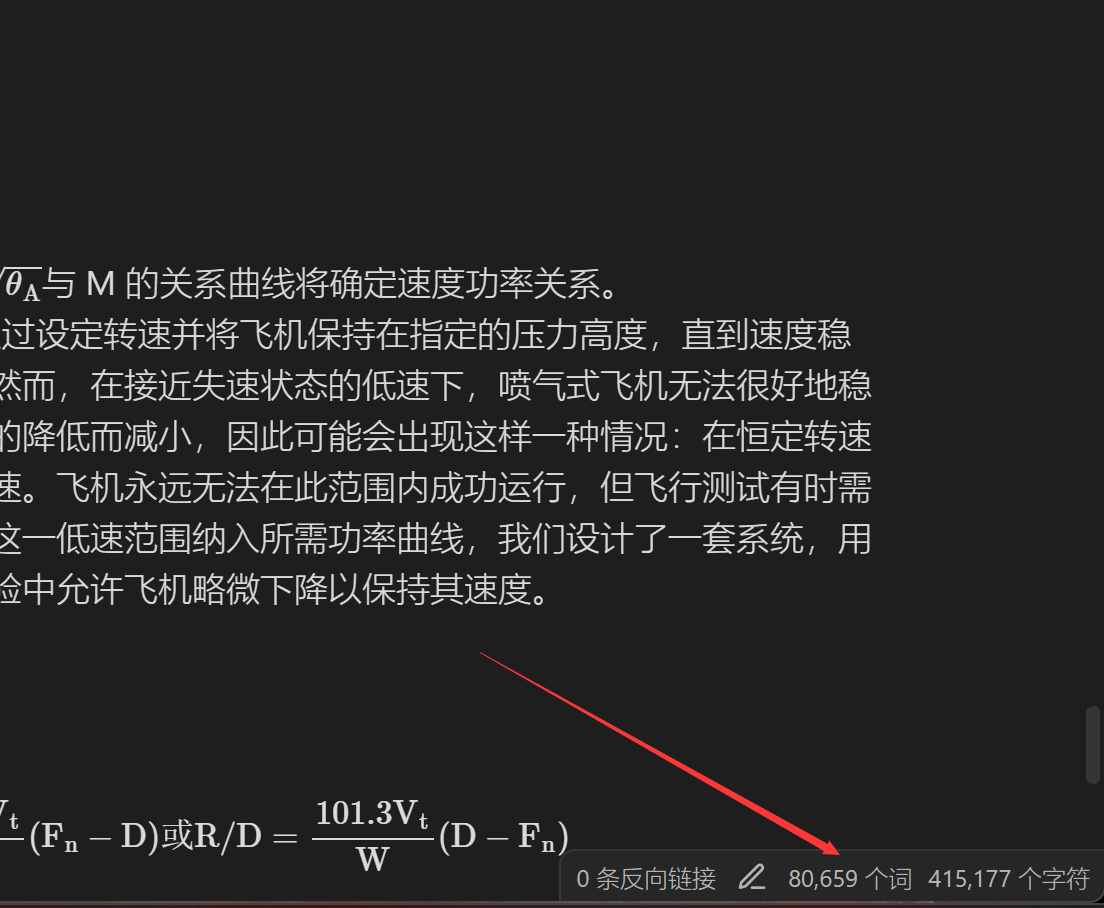 √θ_A与 M 的关系曲线将确定速度功率关系。
过设定转速并将飞机保持在指定的压力高度，直到速度稳
然而，在接近失速状态的低速下，喷气式飞机无法很好地稳
的降低而减小，因此可能会出现这样一种情况：在恒定转速
速。飞机永远无法在此范围内成功运行，但飞行测试有时需
这一低速范围纳入所需功率曲线，我们设计了一套系统，用
验中允许飞机略微下降以保持其速度。
V_t(F_n − D)或R/D = 101.3V_t/W (D − F_n)
0 条反向链接 80,659 个词 415,177 个字符